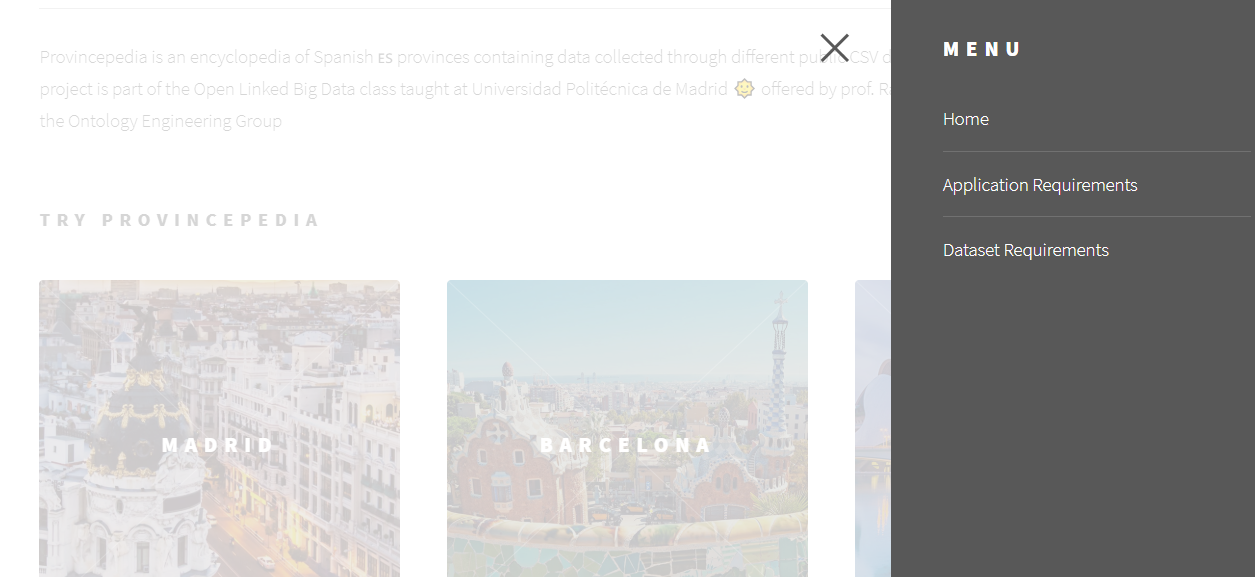 Provincepedia is an encyclopedia of Spanish ES provinces containing data collected through different public CSV
project is part of the Open Linked Big Data class taught at Universidad Politécnica de Madrid 🌞 offered by prof.
the Ontology Engineering Group
TRY PROVINCEPEDIA
MADRID
BARCELONA
MENU
Home
Application Requirements
Dataset Requirements